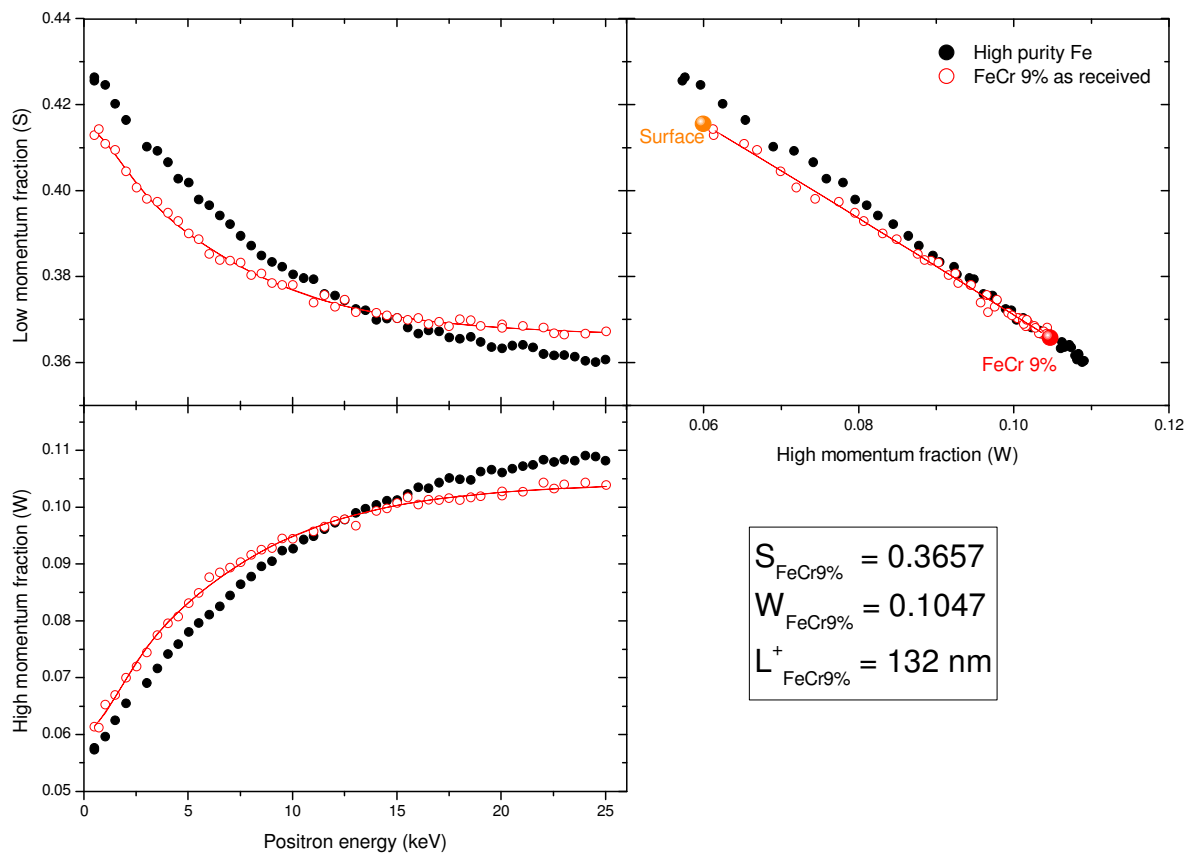 0.44
0.42
0.40
0.38
0.36
Low momentum fraction (S)
High purity Fe
FeCr 9% as received
Surface
FeCr 9%
0.06
0.08
0.10
0.12
High momentum fraction (W)
0.11
0.10
0.09
0.08
0.07
0.06
0.05
High momentum fraction (W)
0
5
10
15
20
25
Positron energy (keV)
S FeCr9% = 0.3657
W FeCr9% = 0.1047
L+ FeCr9% = 132 nm